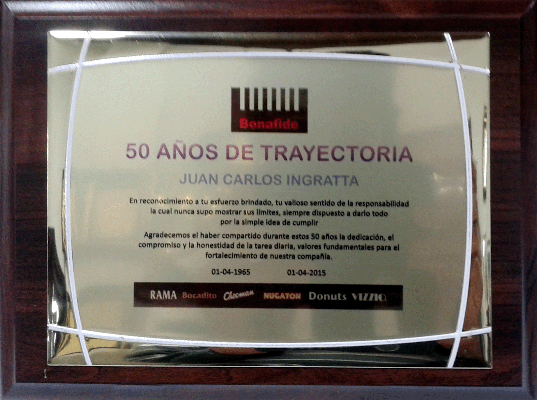 Bonafide
50 AÑOS DE TRAYECTORIA
JUAN CARLOS INGRATTA
En reconocimiento a tu esfuerzo brindado, tu valioso sentido de la responsabilidad
la cual nunca supo mostrar sus límites, siempre dispuesto a darlo todo
por la simple idea de cumplir
Agradecemos el haber compartido durante estos 50 años la dedicación, el
compromiso y la honestidad de la tarea diaria, valores fundamentales para el
fortalecimiento de nuestra compañía.
01-04-1965 01-04-2015
RAMA Bocadito Chocman NUGATON Donuts VIZZIO